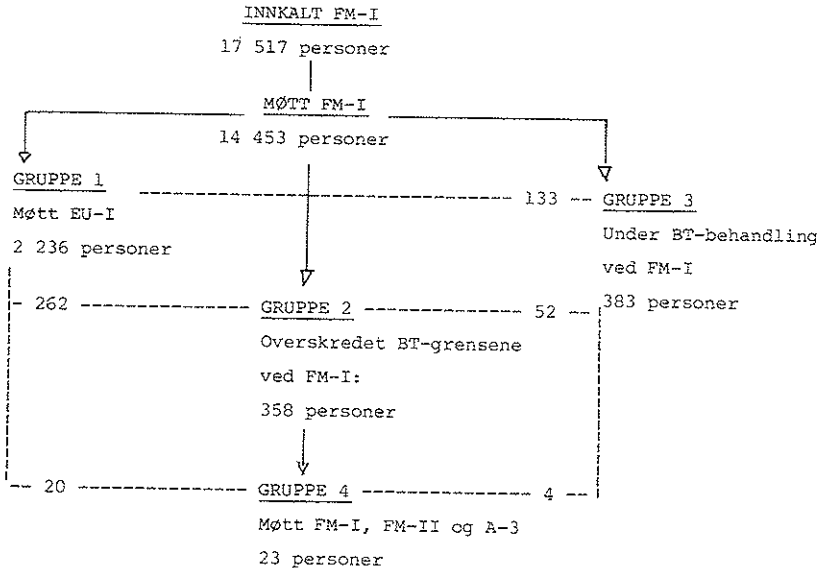 INNKALT FM-I
17 517 personer
MØTT FM-I
14 453 personer
GRUPPE 1
Møtt EU-I
2 236 personer
133
GRUPPE 3
Under BT-behandling
ved FM-I
383 personer
262
GRUPPE 2
52
Overskredet BT-grensene
ved FM-I:
358 personer
20
GRUPPE 4
4
Møtt FM-I, FM-II og A-3
23 personer